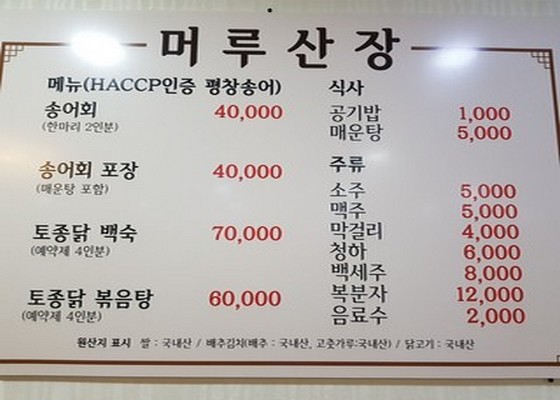 머루산장
메뉴(HACCP인증 평창송어)
송어회 40,000
(한마리 2인분)
송어회 포장 40,000
(매운탕 포함)
토종닭 백숙 70,000
(예약제 4인분)
토종닭 볶음탕 60,000
(예약제 4인분)
식사
공기밥 1,000
매운탕 5,000
주류
소주 5,000
맥주 5,000
막걸리 4,000
청하 6,000
백세주 8,000
복분자 12,000
음료수 2,000
원산지 표시 쌀 : 국내산 / 배추김치(배추 : 국내산, 고춧가루:국내산) / 닭고기 : 국내산